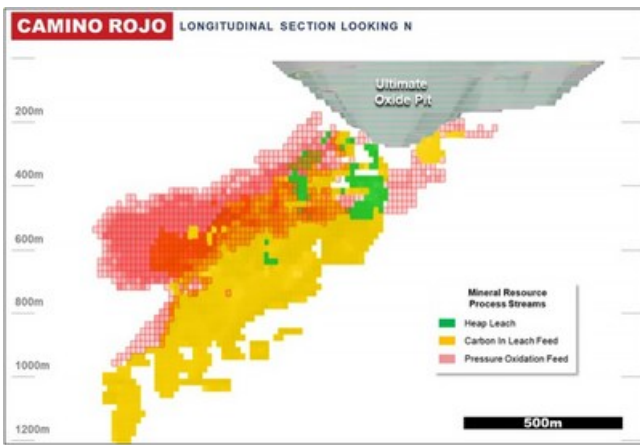 CAMINO ROJO LONGITUDINAL SECTION LOOKING N
Ultimate
Oxide Pit
200m
400m
600m
800m
1000m
1200m
Mineral Resource
Process Streams
Heap Leach
Carbon In Leach Feed
Pressure Oxidation Feed
500m